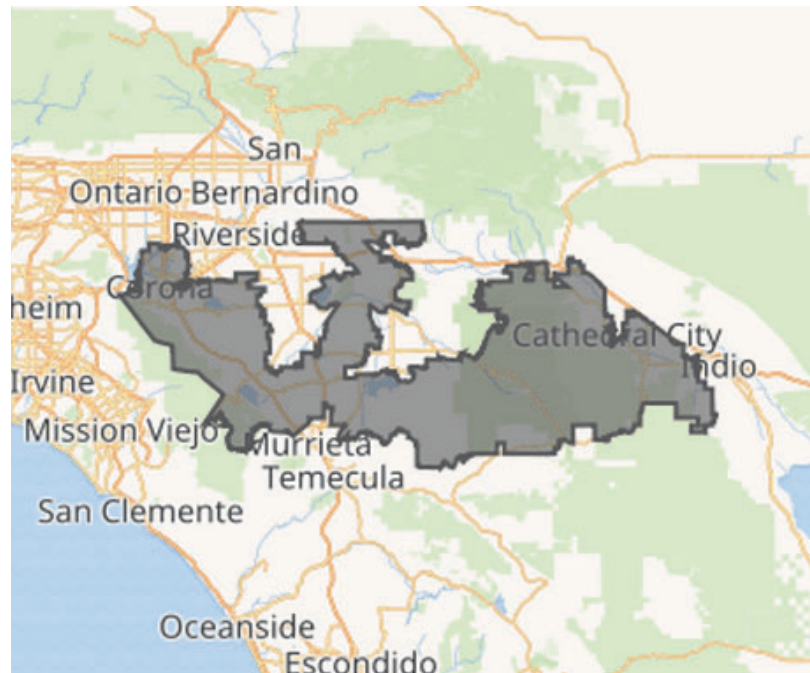 San
Ontario Bernardino
Riverside
Corona
heim
Cathedral City
Irvine
Indio
Mission Viejo
Murrieta
Temecula
San Clemente
Oceanside
Escondido